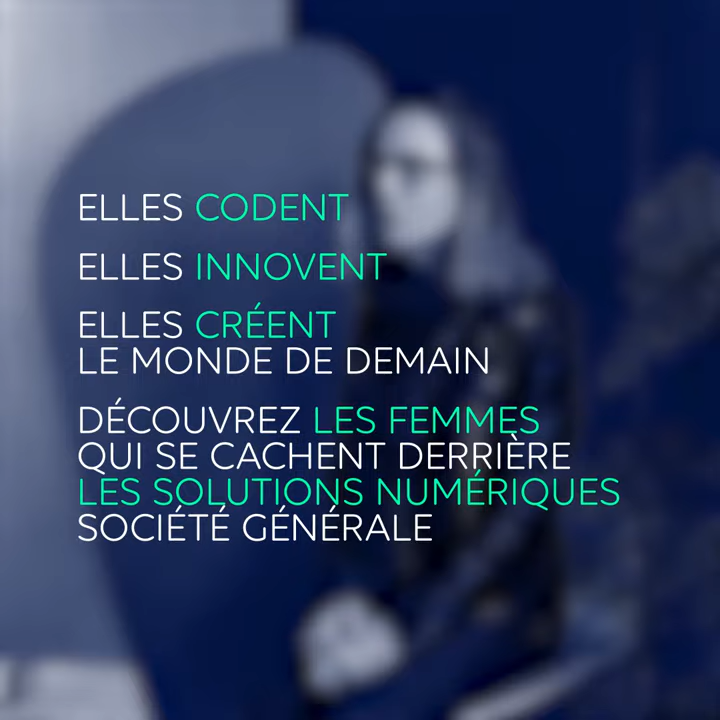 ELLES CODENT
ELLES INNOVENT
ELLES CRÉENT
LE MONDE DE DEMAIN
DÉCOUVREZ LES FEMMES
QUI SE CACHENT DERRIÈRE
LES SOLUTIONS NUMÉRIQUES
SOCIÉTÉ GÉNÉRALE